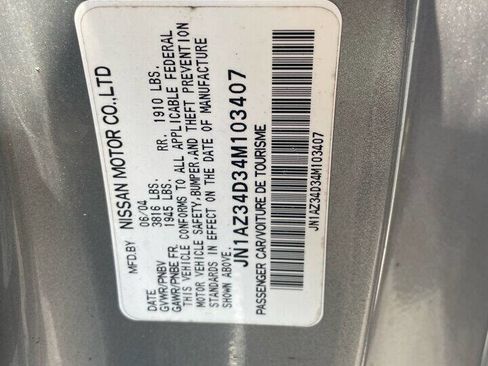 MFD.BY NISSAN MOTOR CO.,LTD
DATE 06/04
GVWR/PNBV 3816 LBS.
GAWR/PNBE FR. 1945 LBS. RR. 1910 LBS.
THIS VEHICLE CONFORMS TO ALL APPLICABLE FEDERAL
MOTOR VEHICLE SAFETY,BUMPER,AND THEFT PREVENTION
STANDARDS IN EFFECT ON THE DATE OF MANUFACTURE
SHOWN ABOVE.
JN1AZ34D34M103407
PASSENGER CAR/VOITURE DE TOURISME
JN1AZ34D34M103407